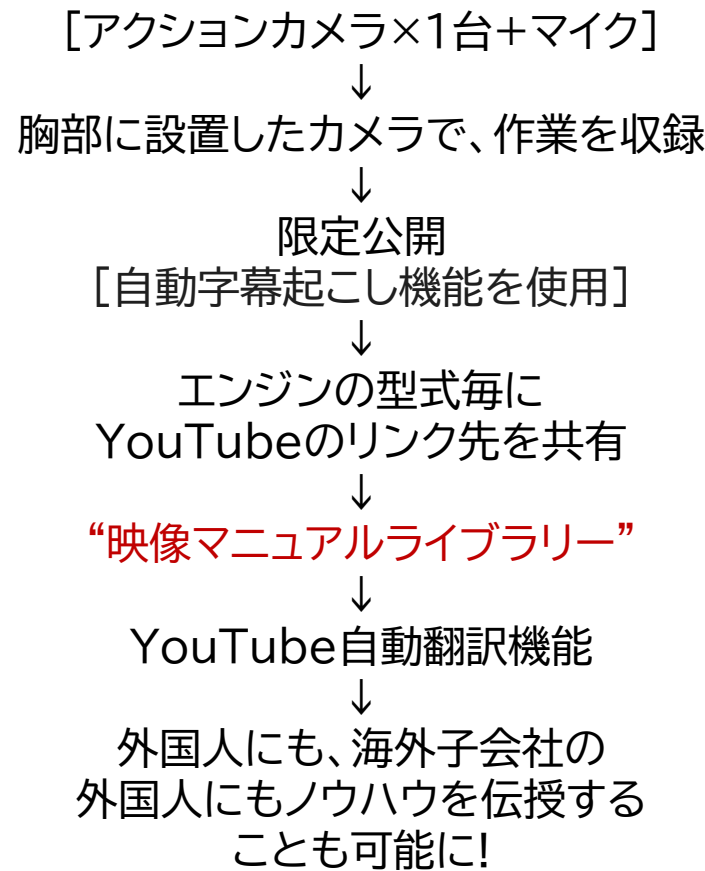 ［アクションカメラ×1台＋マイク］
↓
胸部に設置したカメラで、作業を収録
↓
限定公開
［自動字幕起こし機能を使用］
↓
エンジンの型式毎に
YouTubeのリンク先を共有
↓
“映像マニュアルライブラリー”
↓
YouTube自動翻訳機能
↓
外国人にも、海外子会社の
外国人にもノウハウを伝授する
ことも可能に!